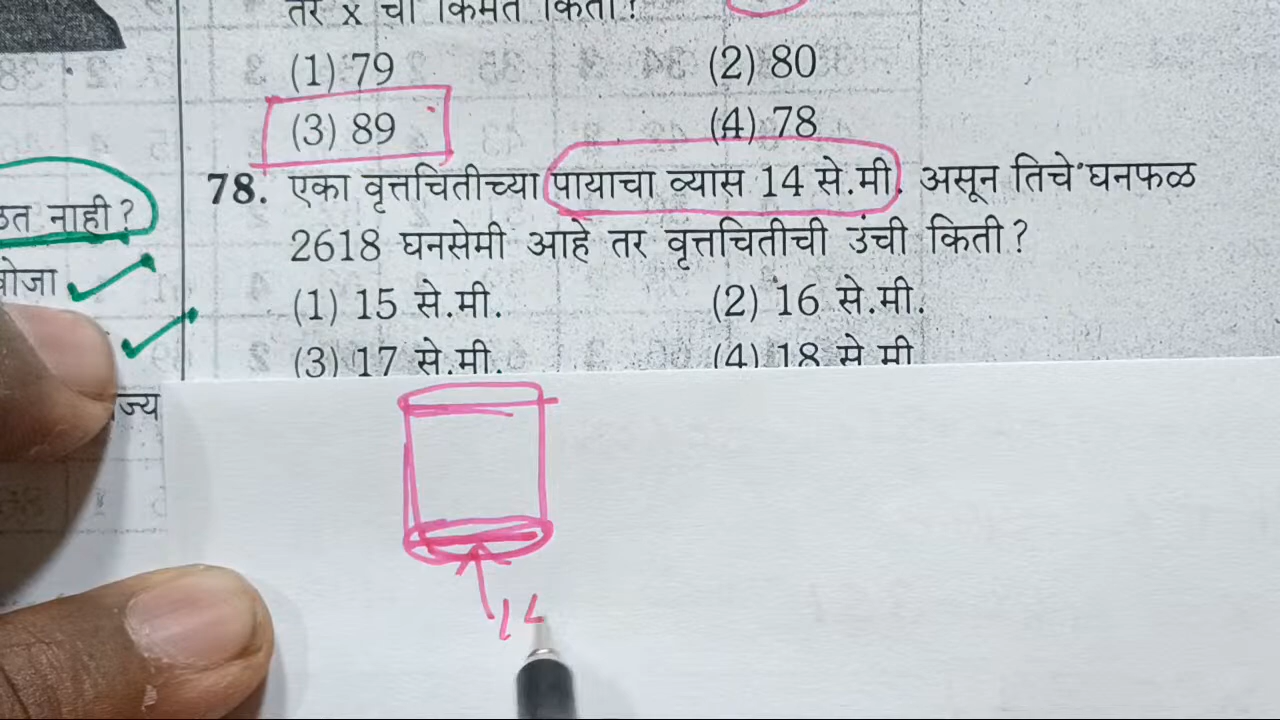 तर x ची किंमत किती?
(1) 79 (2) 80
(3) 89 (4) 78
78. एका वृत्तचितीच्या पायाचा व्यास 14 से.मी. असून तिचे घनफळ
2618 घनसेमी आहे तर वृत्तचितीची उंची किती?
(1) 15 से.मी. (2) 16 से.मी.
(3) 17 से.मी. (4) 18 से.मी
नाही?
ज्य
14